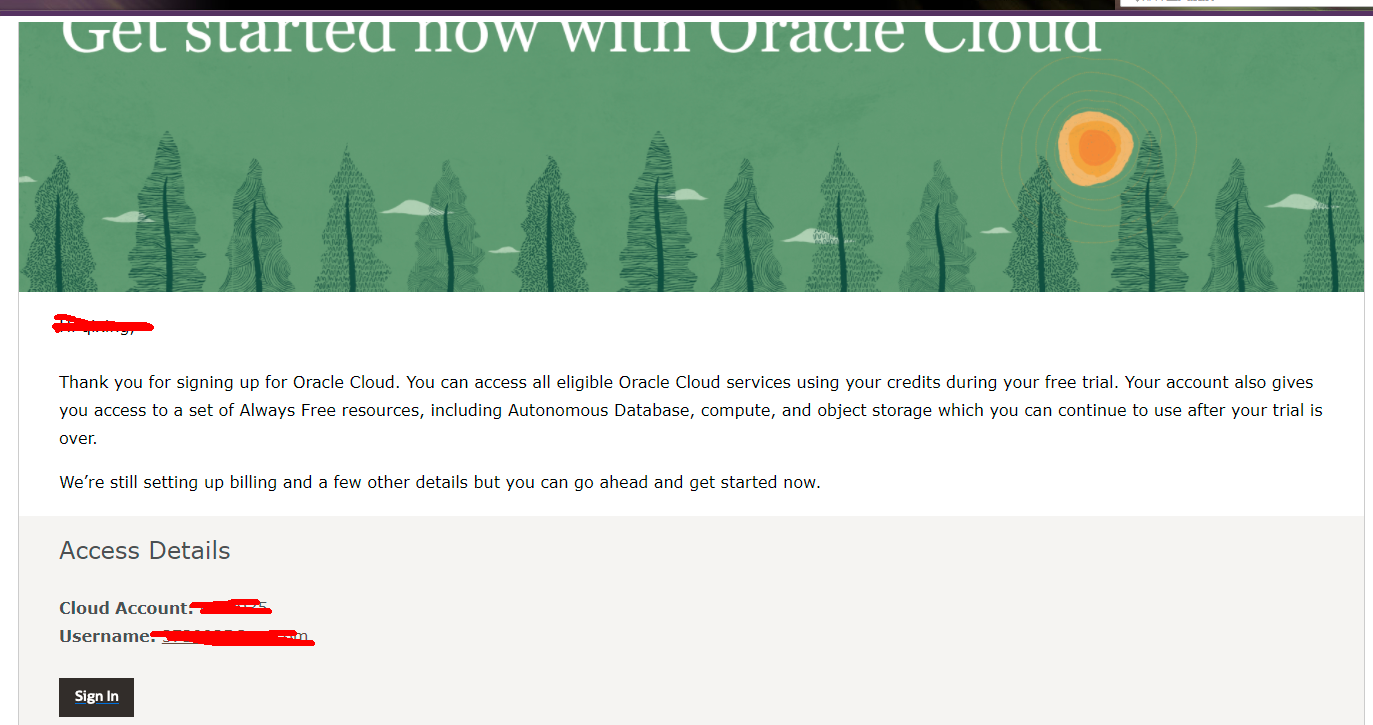 Get started now with Oracle Cloud
Thank you for signing up for Oracle Cloud. You can access all eligible Oracle Cloud services using your credits during your free trial. Your account also gives
you access to a set of Always Free resources, including Autonomous Database, compute, and object storage which you can continue to use after your trial is
over.
We’re still setting up billing and a few other details but you can go ahead and get started now.
Access Details
Cloud Account:
Username:
Sign In